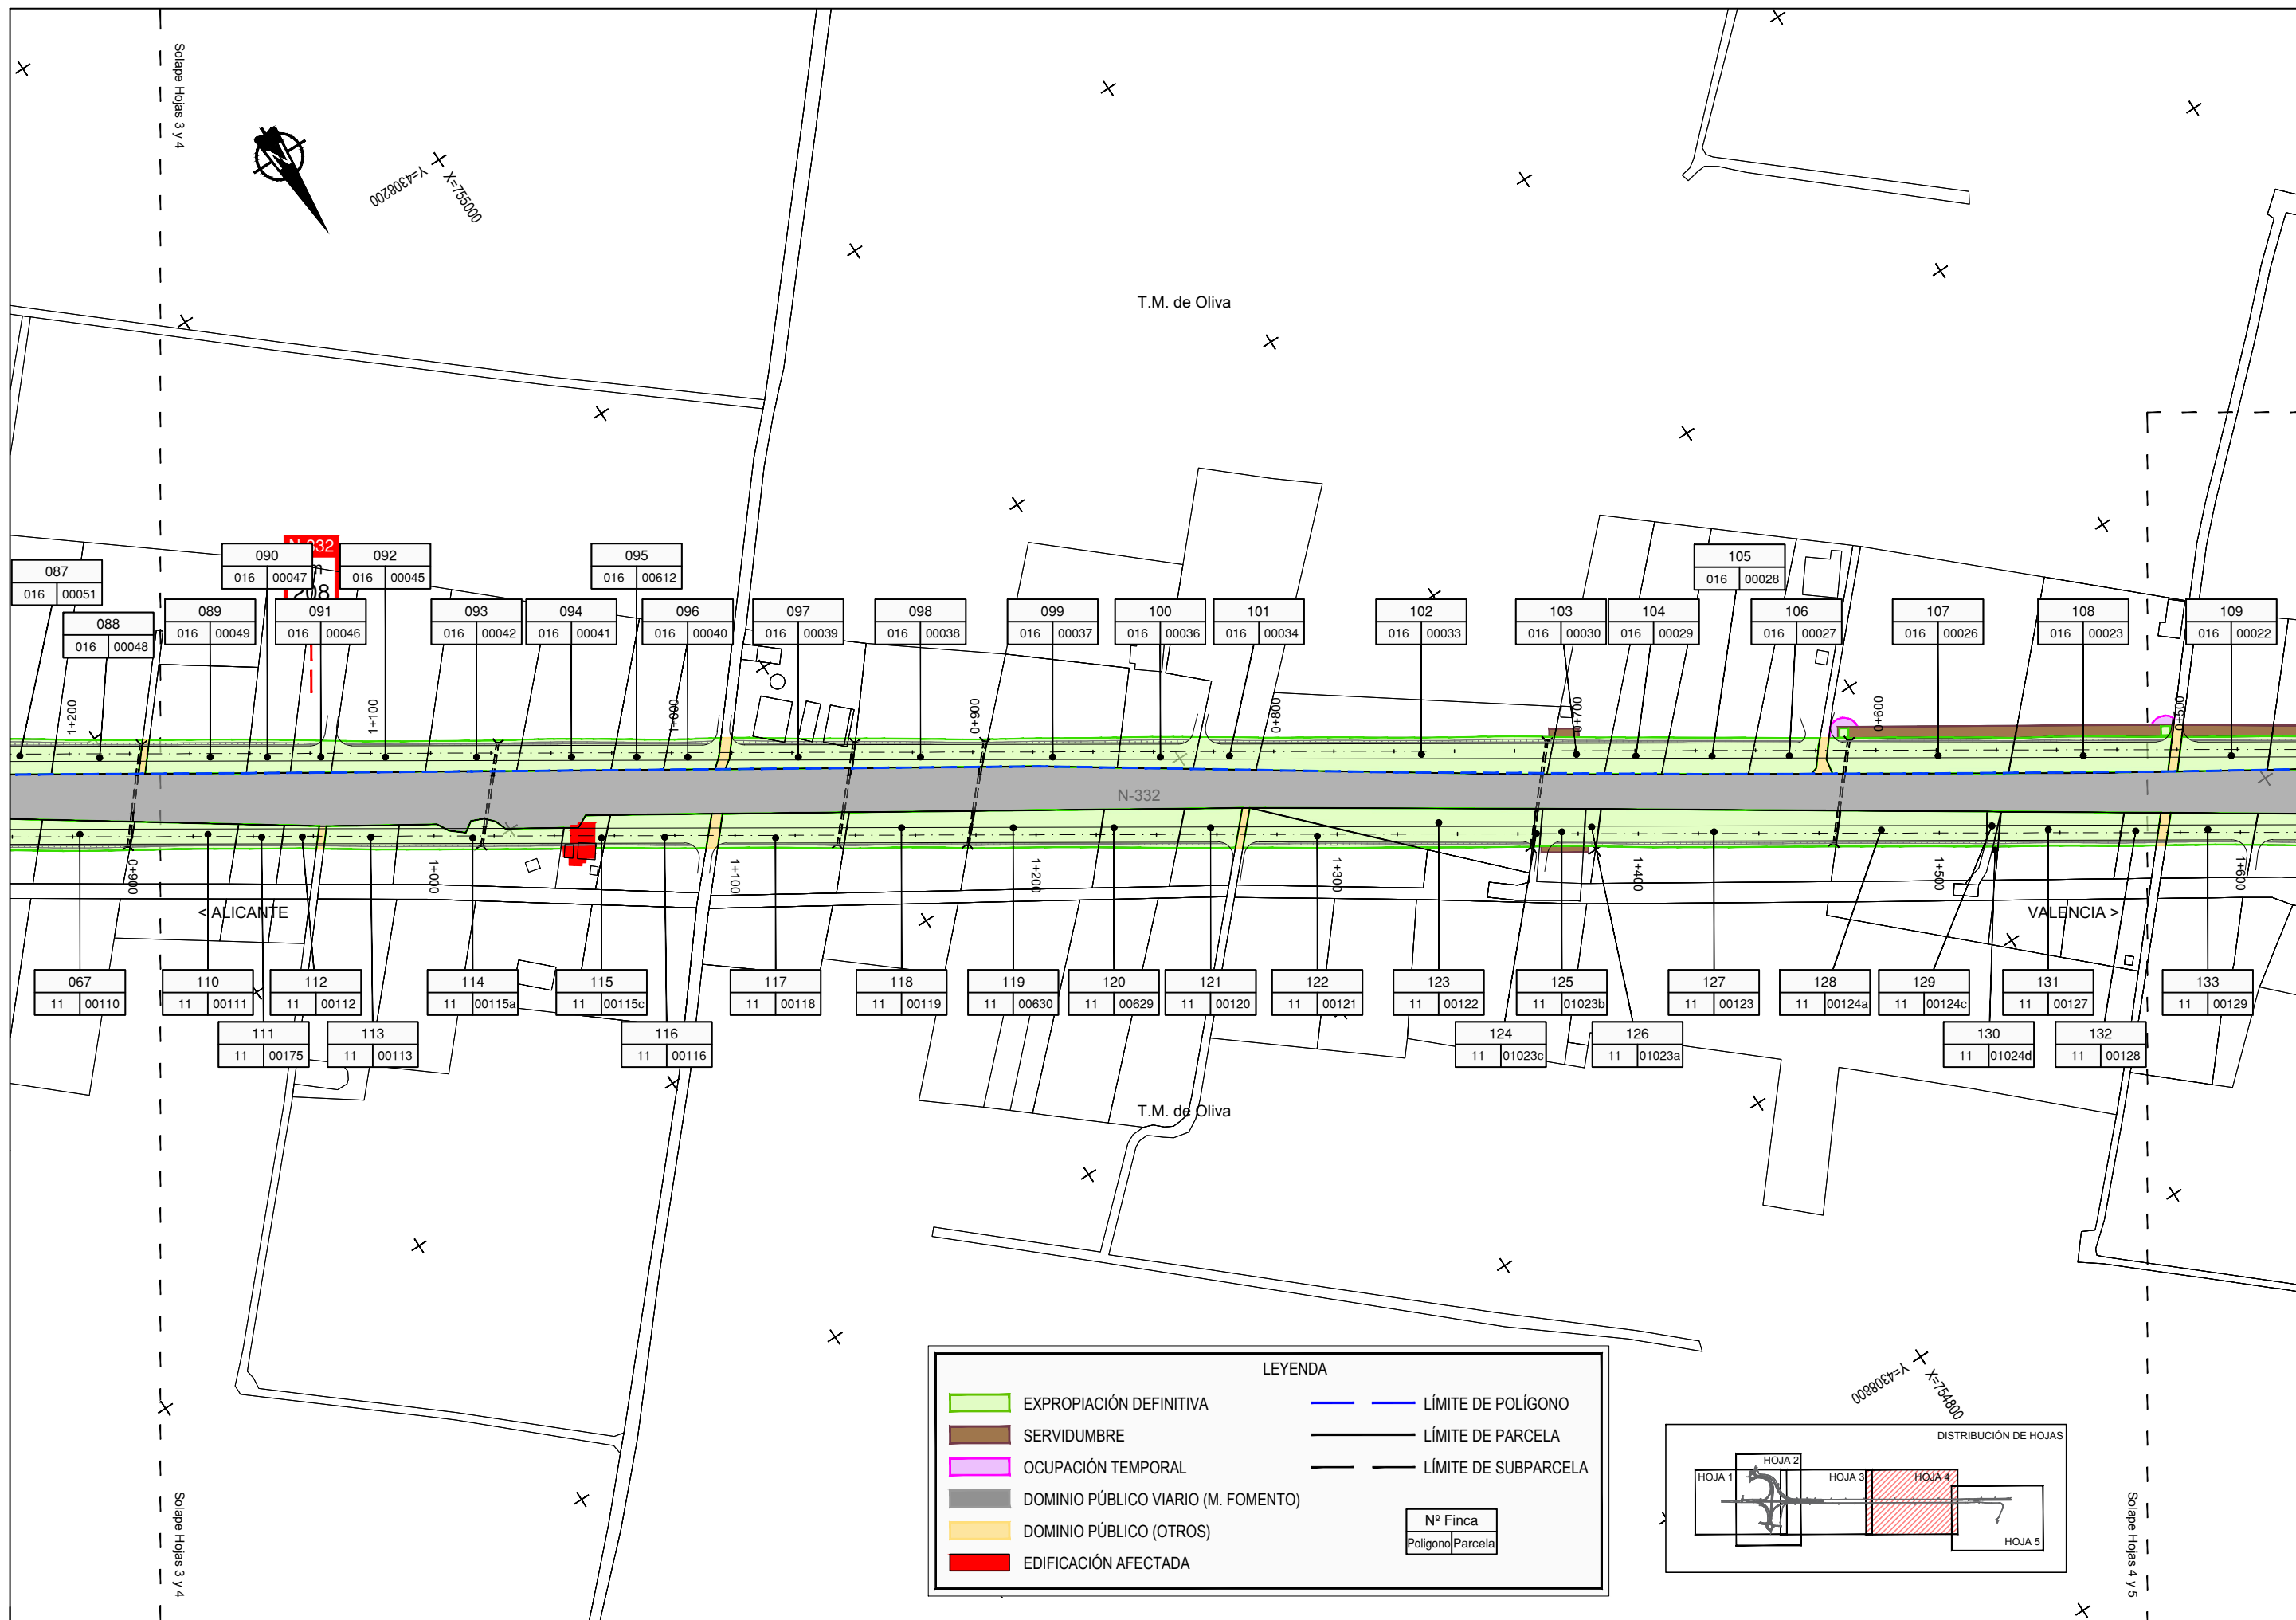 Solape Hojas 3 y 4
Y=4308200
X=755000
T.M. de Oliva
N-332
208
087
016 00051
088
016 00048
089
016 00049
090
016 00047
091
016 00046
092
016 00045
093
016 00042
094
016 00041
095
016 00612
096
016 00040
097
016 00039
098
016 00038
099
016 00037
100
016 00036
101
016 00034
102
016 00033
103
016 00030
104
016 00029
105
016 00028
106
016 00027
107
016 00026
108
016 00023
109
016 00022
1+200
1+100
1+000
0+900
0+800
0+700
0+600
0+500
N-332
0+900
1+000
1+100
1+200
1+300
1+400
1+500
1+600
< ALICANTE
VALENCIA >
067
11 00110
110
11 00111
111
11 00175
112
11 00112
113
11 00113
114
11 00115a
115
11 00115c
116
11 00116
117
11 00118
118
11 00119
119
11 00630
120
11 00629
121
11 00120
122
11 00121
123
11 00122
124
11 01023c
125
11 01023b
126
11 01023a
127
11 00123
128
11 00124a
129
11 00124c
130
11 01024d
131
11 00127
132
11 00128
133
11 00129
T.M. de Oliva
LEYENDA
EXPROPIACIÓN DEFINITIVA
SERVIDUMBRE
OCUPACIÓN TEMPORAL
DOMINIO PÚBLICO VIARIO (M. FOMENTO)
DOMINIO PÚBLICO (OTROS)
EDIFICACIÓN AFECTADA
LÍMITE DE POLÍGONO
LÍMITE DE PARCELA
LÍMITE DE SUBPARCELA
Nº Finca
Poligono Parcela
Y=4308800
X=754800
DISTRIBUCIÓN DE HOJAS
HOJA 1
HOJA 2
HOJA 3
HOJA 4
HOJA 5
Solape Hojas 3 y 4
Solape Hojas 4 y 5